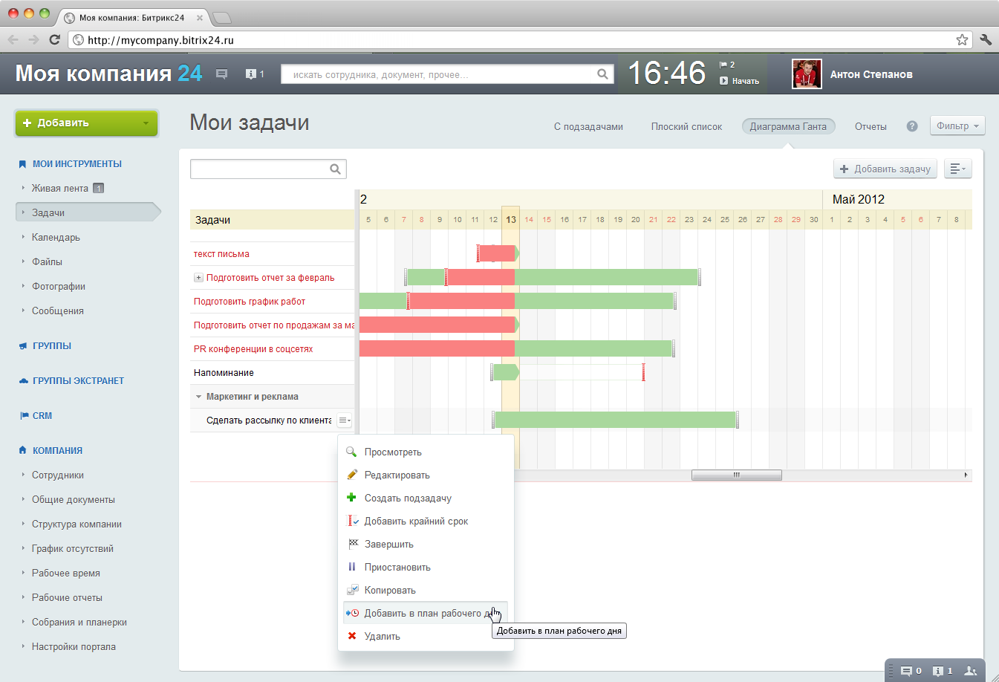 Моя компания: Битрикс24
http://mycompany.bitrix24.ru
Моя компания 24
1
искать сотрудника, документ, прочее...
16:46
2
Начать
Антон Степанов
Добавить
Мои задачи
С подзадачами
Плоский список
Диаграмма Ганта
Отчеты
?
Фильтр
МОИ ИНСТРУМЕНТЫ
Живая лента 1
Задачи
Календарь
Файлы
Фотографии
Сообщения
ГРУППЫ
ГРУППЫ ЭКСТРАНЕТ
CRM
КОМПАНИЯ
Сотрудники
Общие документы
Структура компании
График отсутствий
Рабочее время
Рабочие отчеты
Собрания и планерки
Настройки портала
Добавить задачу
2
Май 2012
Задачи
5 6 7 8 9 10 11 12 13 14 15 16 17 18 19 20 21 22 23 24 25 26 27 28 29 30 1 2 3 4 5 6 7 8
текст письма
Подготовить отчет за февраль
Подготовить график работ
Подготовить отчет по продажам за ма
PR конференции в соцсетях
Напоминание
Маркетинг и реклама
Сделать рассылку по клиента
Просмотреть
Редактировать
Создать подзадачу
Добавить крайний срок
Завершить
Приостановить
Копировать
Добавить в план рабочего д
Добавить в план рабочего дня
Удалить
0
1